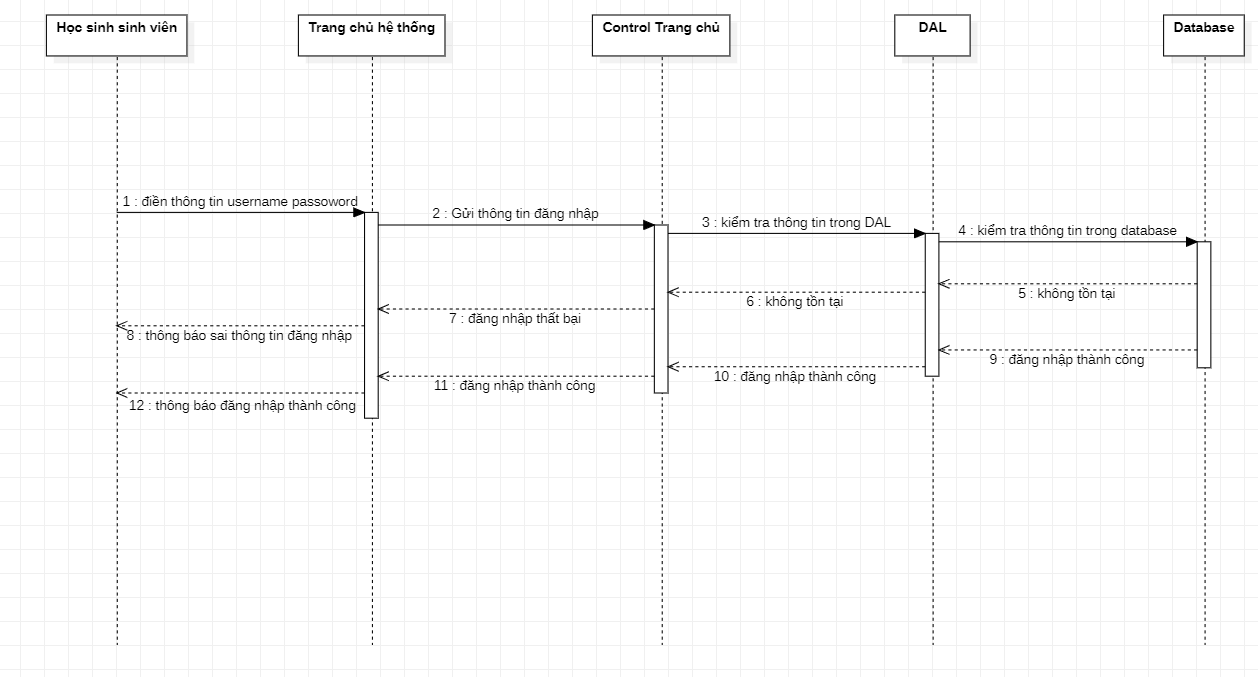 Học sinh sinh viên
Trang chủ hệ thống
Control Trang chủ
DAL
Database
1 : điền thông tin username passoword
2 : Gửi thông tin đăng nhập
3 : kiểm tra thông tin trong DAL
4 : kiểm tra thông tin trong database
5 : không tồn tại
6 : không tồn tại
7 : đăng nhập thất bại
8 : thông báo sai thông tin đăng nhập
9 : đăng nhập thành công
10 : đăng nhập thành công
11 : đăng nhập thành công
12 : thông báo đăng nhập thành công